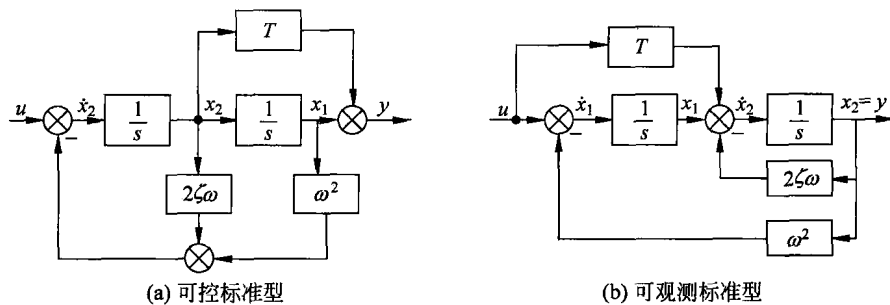 T
u
ẋ₂
1/s
x₂
1/s
x₁
y
−
2ζω
ω²
(a) 可控标准型
T
u
ẋ₁
1/s
x₁
ẋ₂
1/s
x₂=y
−
−
2ζω
ω²
(b) 可观测标准型